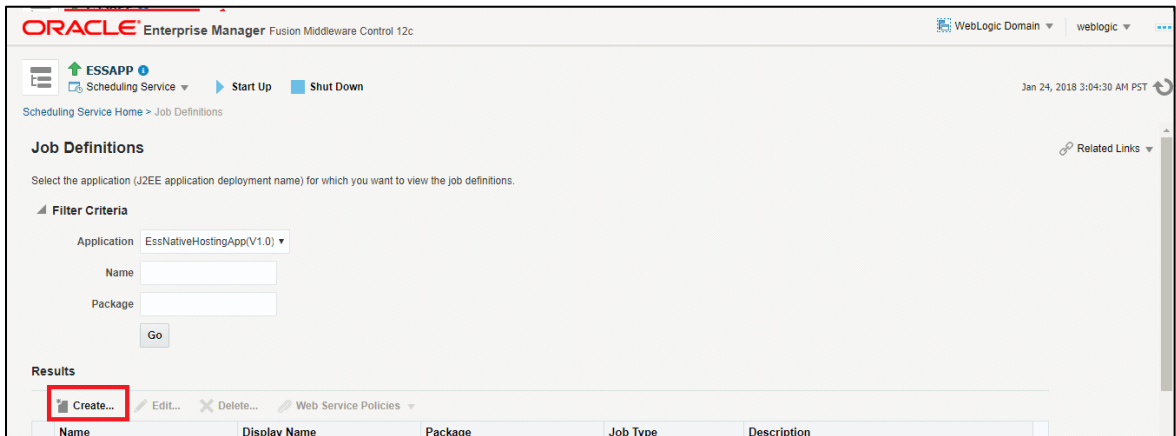 ORACLE Enterprise Manager Fusion Middleware Control 12c WebLogic Domain weblogic
ESSAPP
Scheduling Service Start Up Shut Down Jan 24, 2018 3:04:30 AM PST
Scheduling Service Home > Job Definitions
Job Definitions Related Links
Select the application (J2EE application deployment name) for which you want to view the job definitions.
Filter Criteria
Application EssNativeHostingApp(V1.0)
Name
Package
Go
Results
Create... Edit... Delete... Web Service Policies
Name Display Name Package Job Type Description